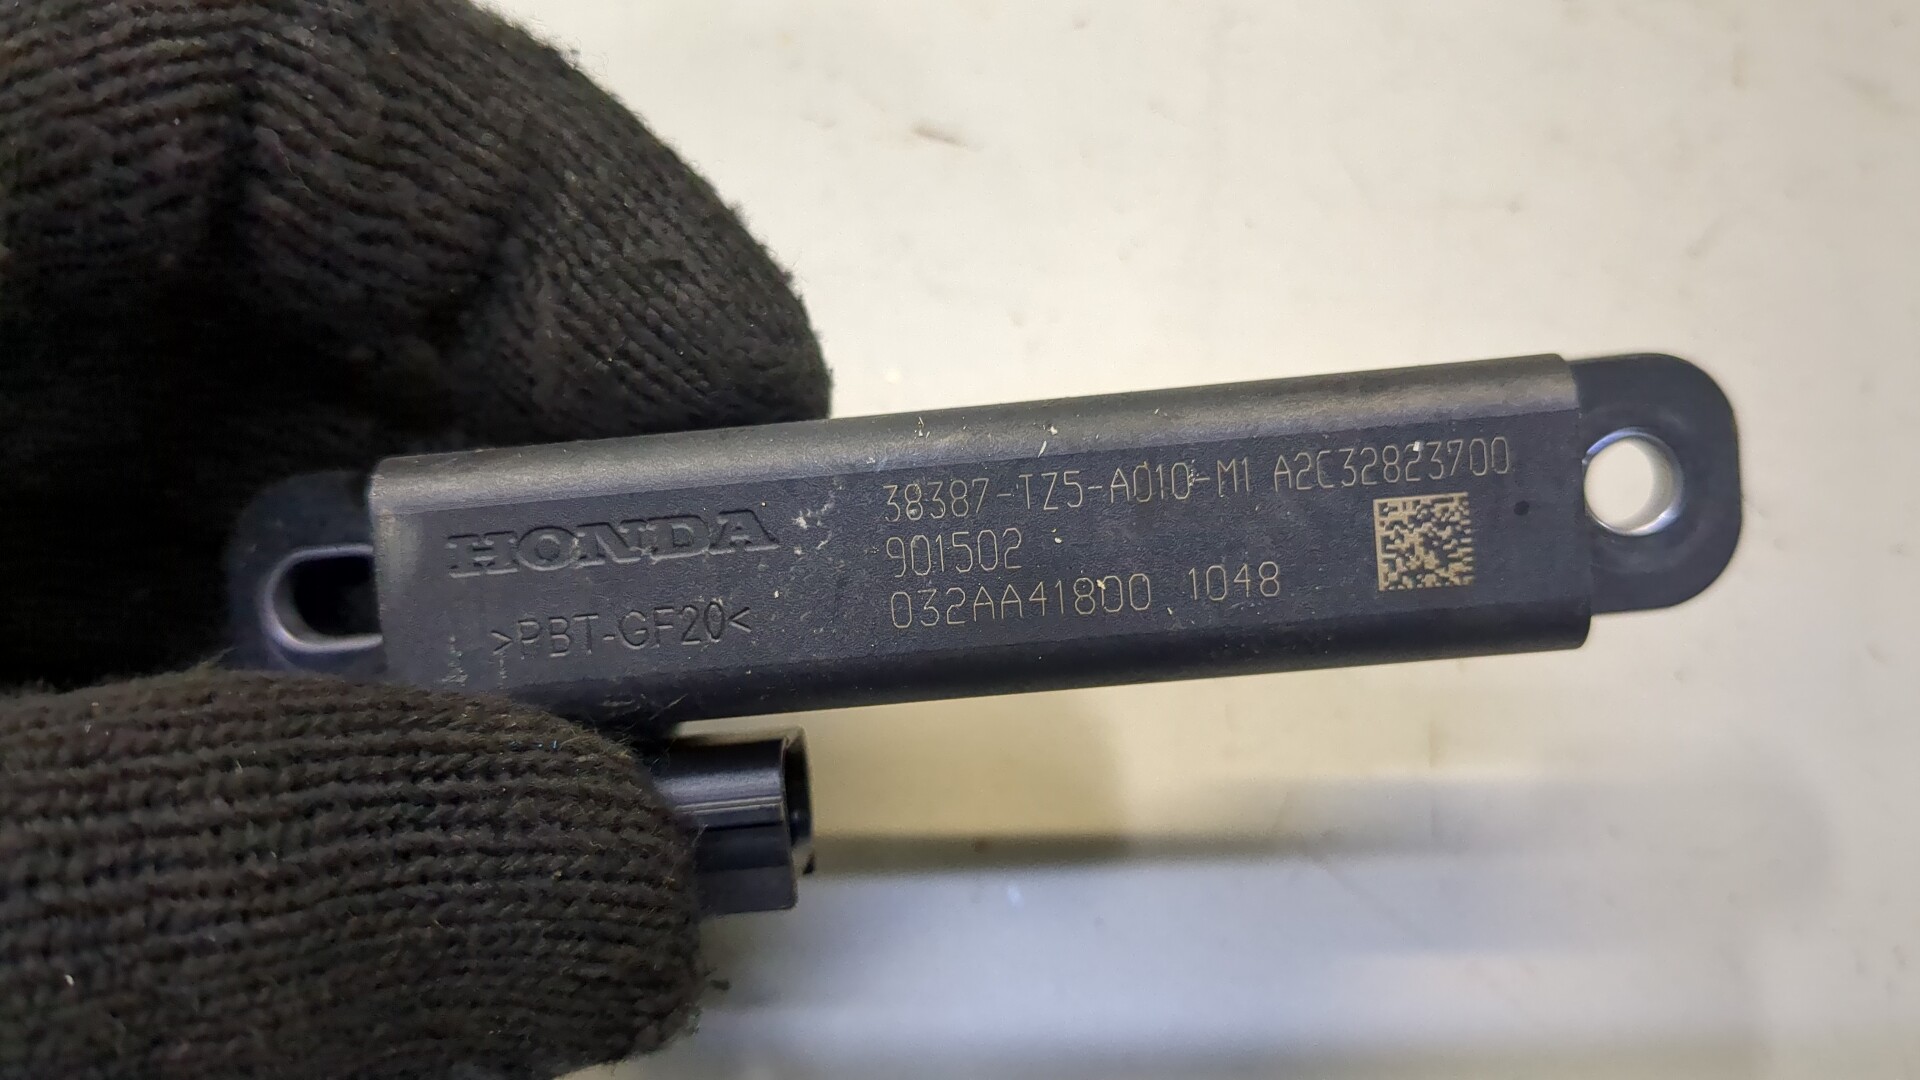 HONDA
>PBT-GF20<
38387-TZ5-A010-M1 A2C32823700
901502
032AA41800 1048